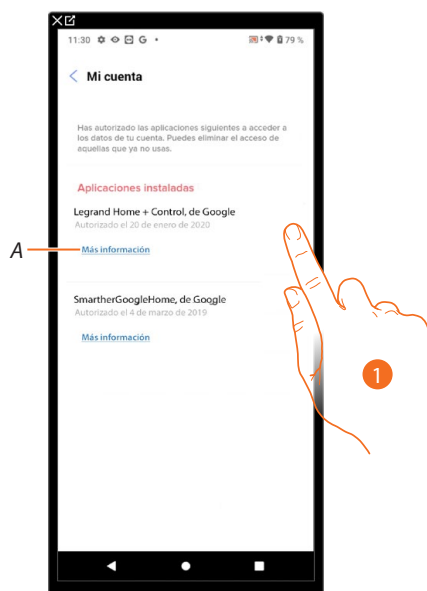 11:30 G 79 %
Mi cuenta
Has autorizado las aplicaciones siguientes a acceder a
los datos de tu cuenta. Puedes eliminar el acceso de
aquellas que ya no usas.
Aplicaciones instaladas
Legrand Home + Control, de Google
Autorizado el 20 de enero de 2020
A
Más información
SmartherGoogleHome, de Google
Autorizado el 4 de marzo de 2019
Más información
1